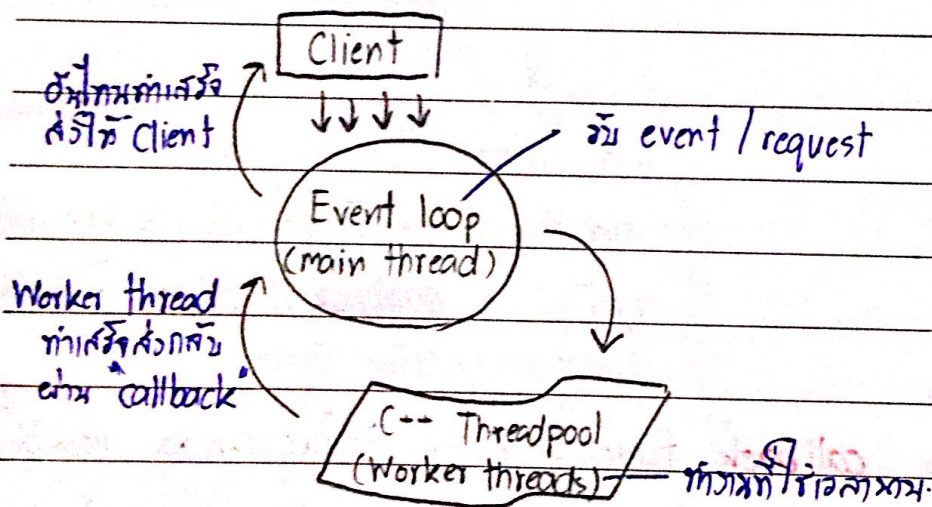 Client
อันไหนทำเสร็จ
ส่งให้ Client
รับ event / request
Event loop
(main thread)
Worker thread
ทำเสร็จส่งกลับ
ผ่าน "callback"
C++ Threadpool
(Worker threads)
ทำงานที่ใช้เวลานาน